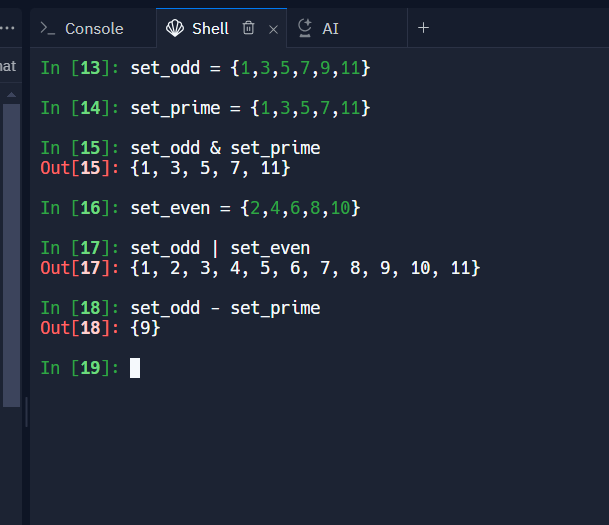 Console Shell AI
nat
In [13]: set_odd = {1,3,5,7,9,11}
In [14]: set_prime = {1,3,5,7,11}
In [15]: set_odd & set_prime
Out[15]: {1, 3, 5, 7, 11}
In [16]: set_even = {2,4,6,8,10}
In [17]: set_odd | set_even
Out[17]: {1, 2, 3, 4, 5, 6, 7, 8, 9, 10, 11}
In [18]: set_odd - set_prime
Out[18]: {9}
In [19]: